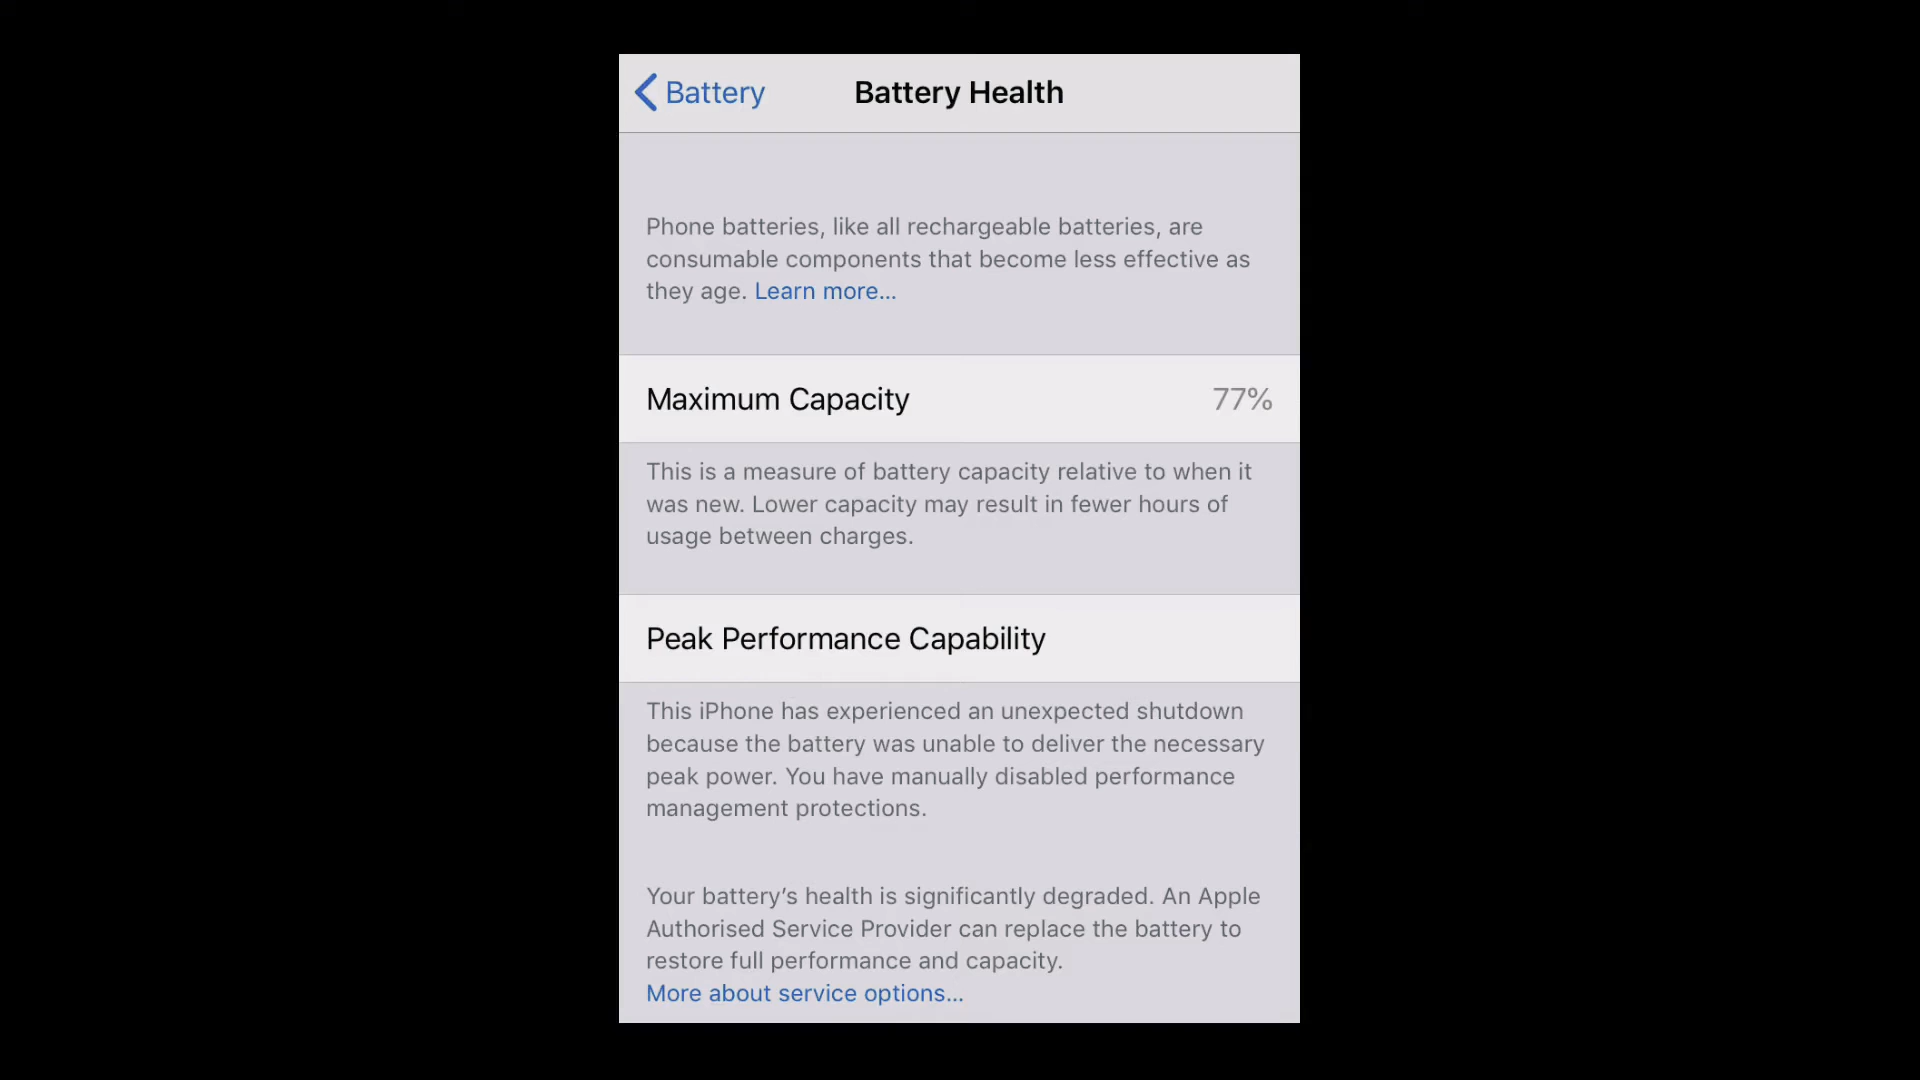 Battery
Battery Health
Phone batteries, like all rechargeable batteries, are
consumable components that become less effective as
they age. Learn more...
Maximum Capacity 77%
This is a measure of battery capacity relative to when it
was new. Lower capacity may result in fewer hours of
usage between charges.
Peak Performance Capability
This iPhone has experienced an unexpected shutdown
because the battery was unable to deliver the necessary
peak power. You have manually disabled performance
management protections.
Your battery’s health is significantly degraded. An Apple
Authorised Service Provider can replace the battery to
restore full performance and capacity.
More about service options...